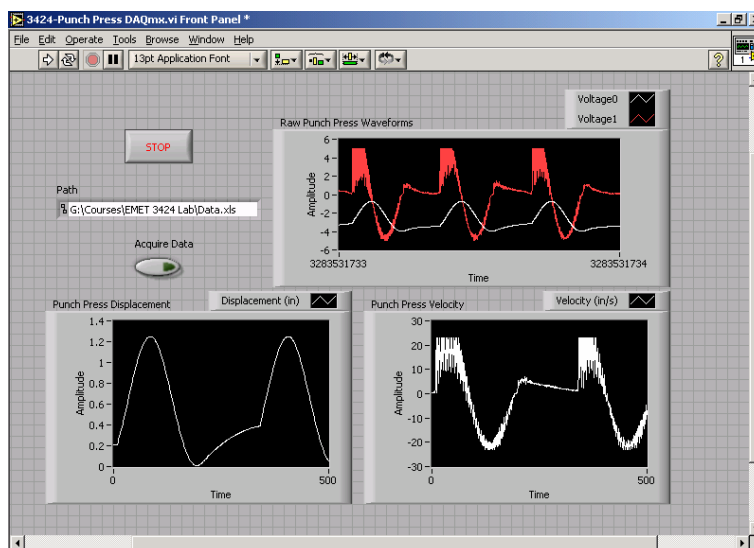 3424-Punch Press DAQmx.vi Front Panel *
File Edit Operate Tools Browse Window Help
13pt Application Font
?
1
Voltage0
Voltage1
Raw Punch Press Waveforms
STOP
Path
G:\Courses\EMET 3424 Lab\Data.xls
Acquire Data
Amplitude
6
4
2
0
-2
-4
-6
3283531733
3283531734
Time
Punch Press Displacement
Displacement (in)
Amplitude
1.4
1.2
1
0.8
0.6
0.4
0.2
0
0
500
Time
Punch Press Velocity
Velocity (in/s)
Amplitude
30
20
10
0
-10
-20
-30
0
500
Time